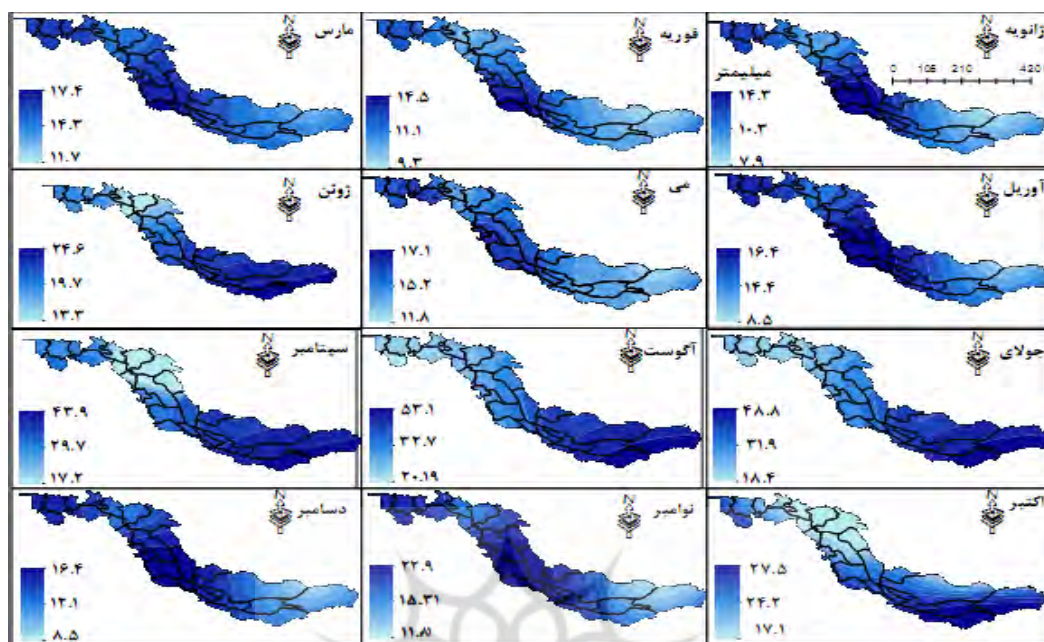 ژانویه
0 105 210 420
میلیمتر
۱۴.۳
۱۰.۳
۷.۹
N
فوریه
۱۴.۵
۱۱.۱
۹.۳
N
مارس
۱۷.۴
۱۴.۳
۱۱.۷
N
آوریل
۱۶.۴
۱۴.۴
۸.۵
N
می
۱۷.۱
۱۵.۲
۱۱.۸
N
ژوئن
۲۴.۶
۱۹.۷
۱۳.۳
N
جولای
۴۸.۸
۳۱.۹
۱۸.۴
N
آگوست
۵۳.۱
۳۲.۷
۲۰.۱۹
N
سپتامبر
۴۳.۹
۲۹.۷
۱۷.۲
N
اکتبر
۲۷.۵
۲۴.۲
۱۷.۱
N
نوامبر
۲۲.۹
۱۵.۳۱
N
دسامبر
۱۶.۴
۱۲.۱
۸.۵
N